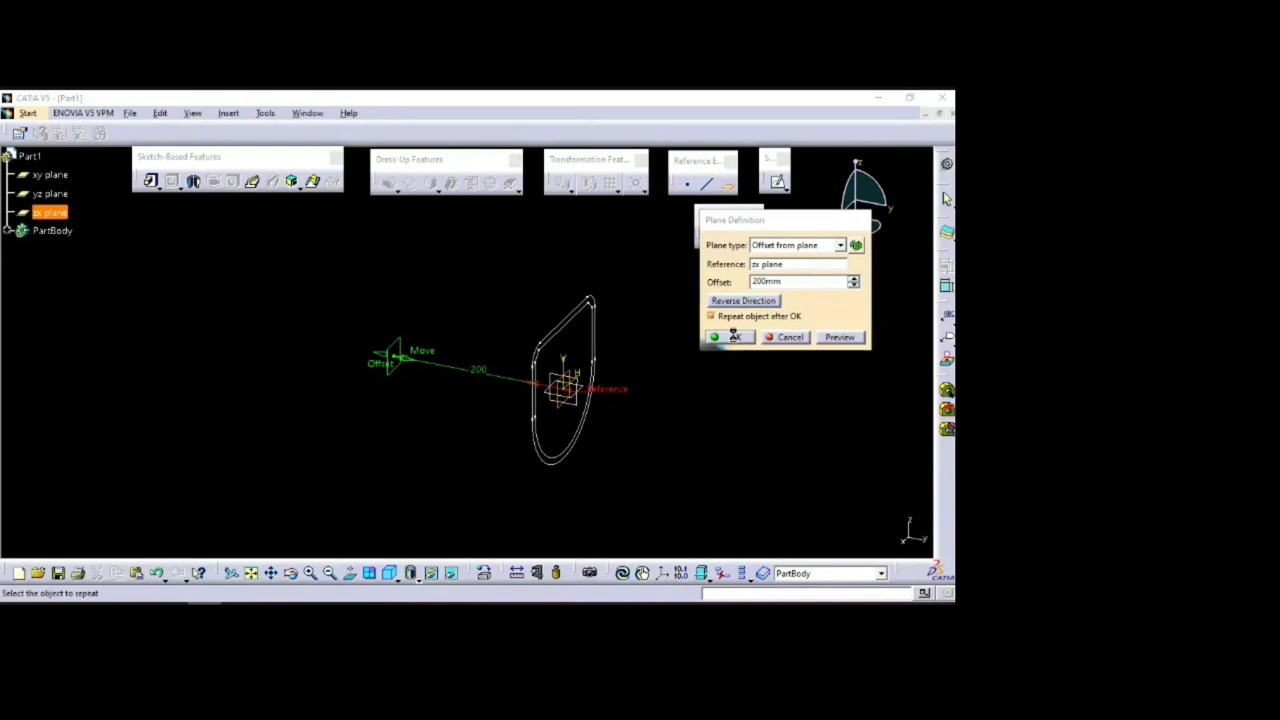 CATIA V5 - [Part1]
Start ENOVIA V5 VPM File Edit View Insert Tools Window Help
Part1
xy plane
yz plane
zx plane
PartBody
Sketch-Based Features
Dress-Up Features
Transformation Feat...
Reference E...
S...
z
y
Plane Definition
Plane type: Offset from plane
Reference: zx plane
Offset: 200mm
Reverse Direction
Repeat object after OK
Cancel Preview
Move
Offset
200
Y
H
Reference
z
x y
PartBody
CATIA
Select the object to repeat